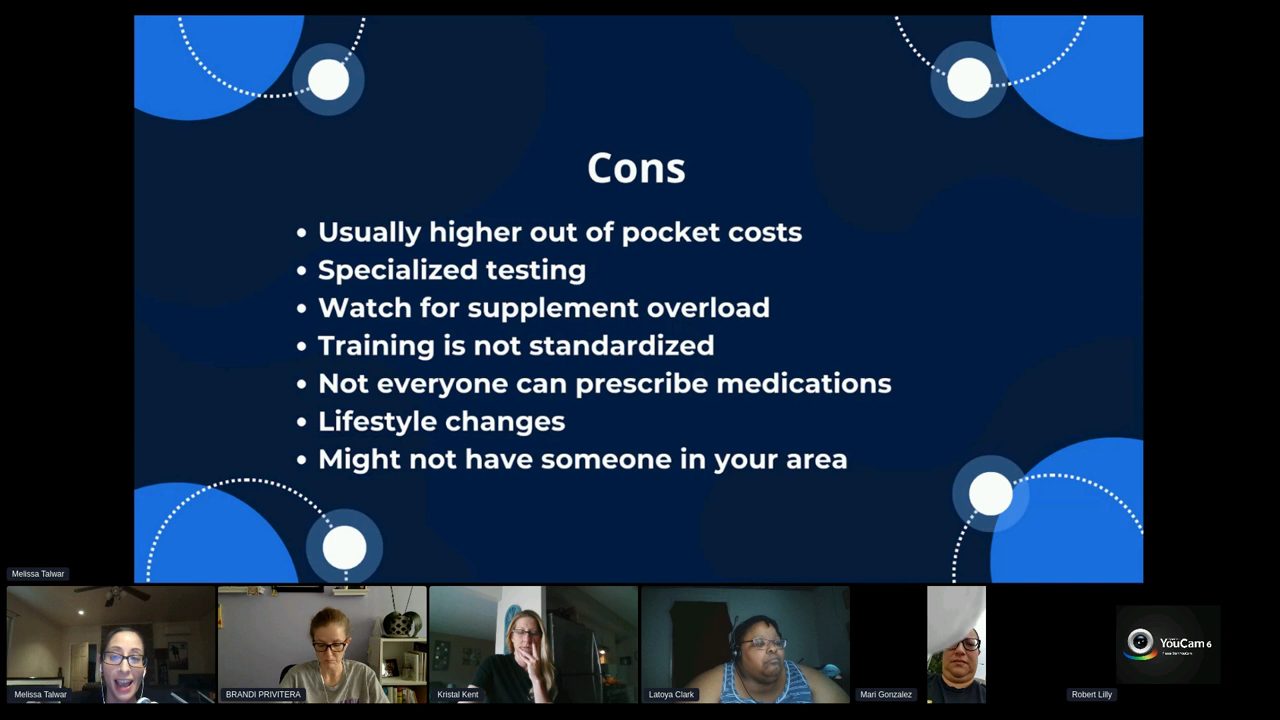 Cons
• Usually higher out of pocket costs
• Specialized testing
• Watch for supplement overload
• Training is not standardized
• Not everyone can prescribe medications
• Lifestyle changes
• Might not have someone in your area
Melissa Talwar
Melissa Talwar
BRANDI PRIVITERA
Kristal Kent
Latoya Clark
Mari Gonzalez
Robert Lilly
YouCam 6